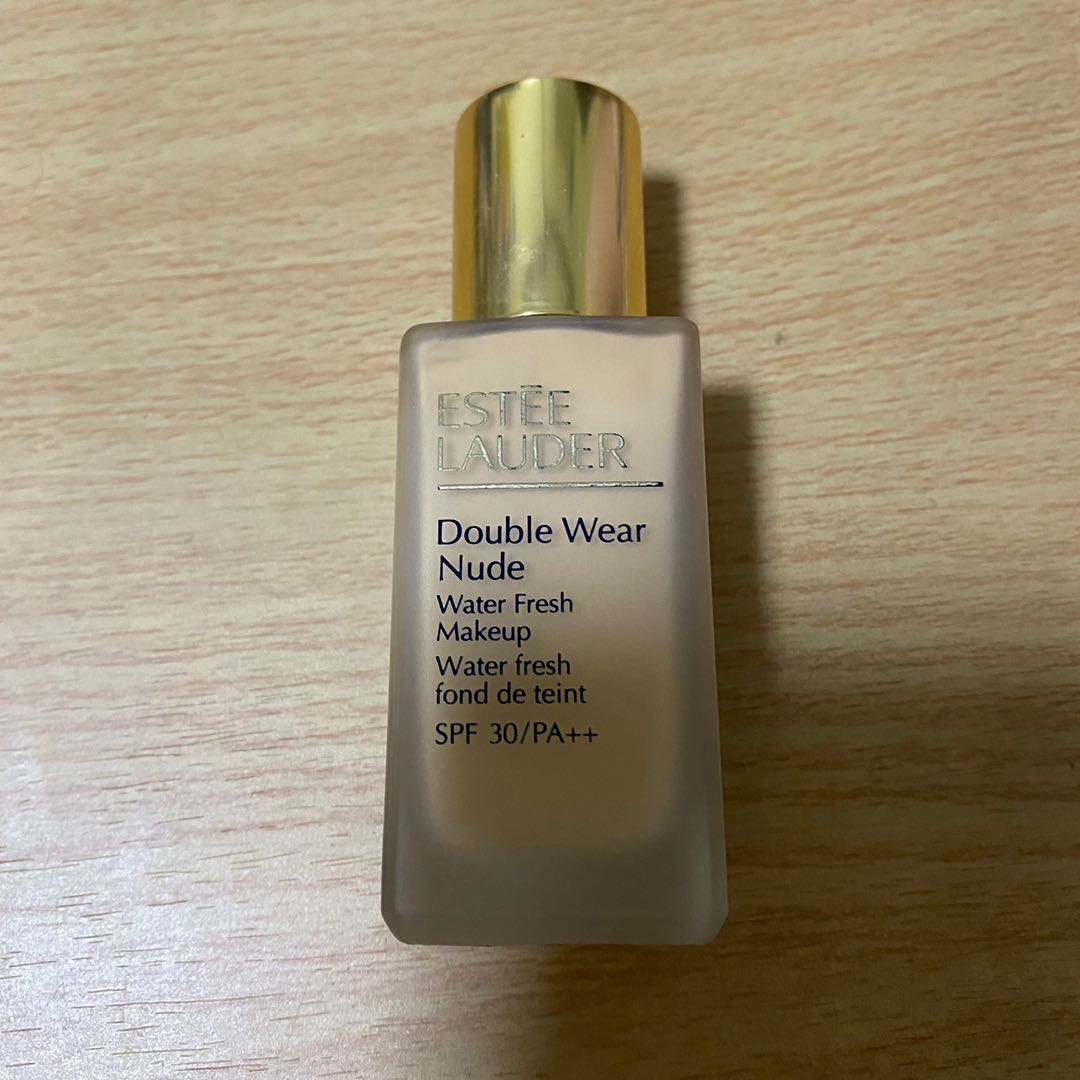 ESTĒE
LAUDER
Double Wear
Nude
Water Fresh
Makeup
Water fresh
fond de teint
SPF 30/PA++